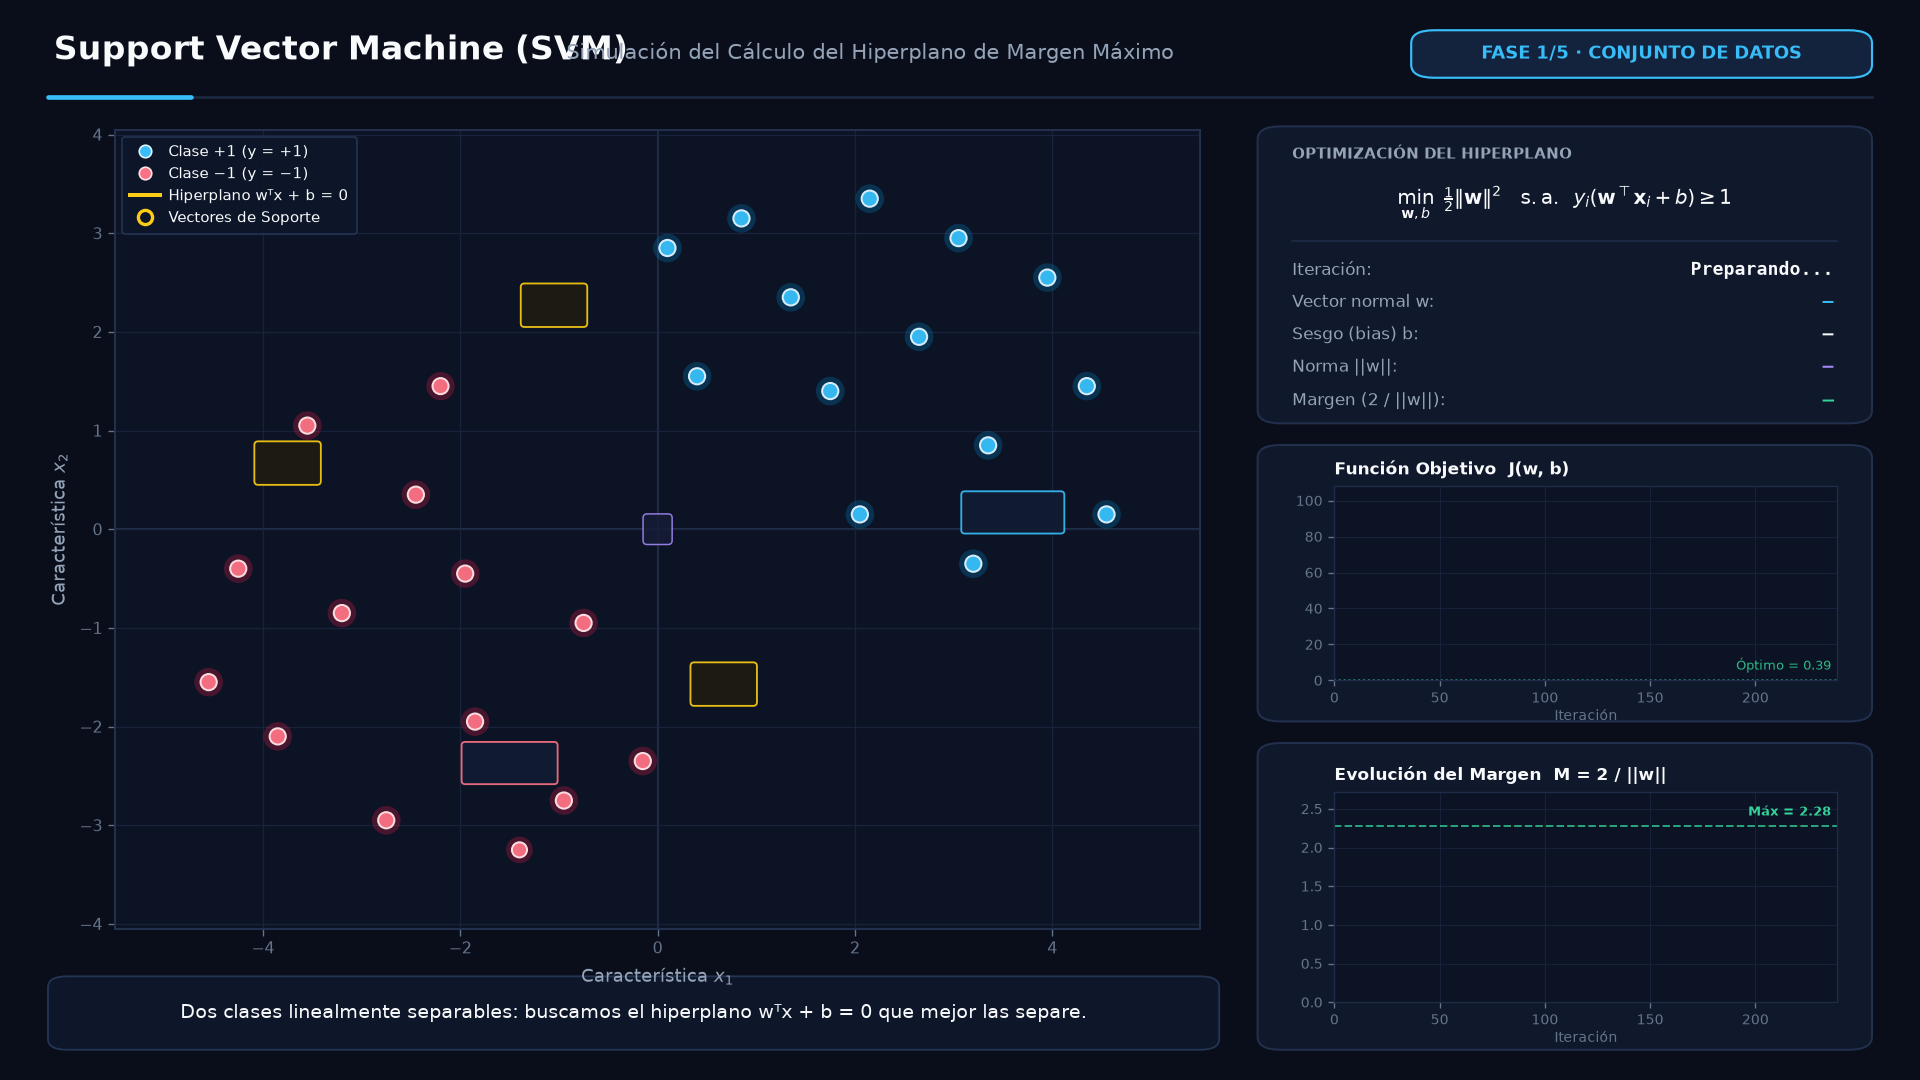 Support Vector Machine (SVM)
Simulación del Cálculo del Hiperplano de Margen Máximo
FASE 1/5 · CONJUNTO DE DATOS
Clase +1 (y = +1)
Clase −1 (y = −1)
Hiperplano wᵀx + b = 0
Vectores de Soporte
4
3
2
1
0
−1
−2
−3
−4
Característica x₂
−4
−2
0
2
4
Característica x₁
Dos clases linealmente separables: buscamos el hiperplano wᵀx + b = 0 que mejor las separe.
OPTIMIZACIÓN DEL HIPERPLANO
min w, b ½‖w‖² s.a. yᵢ(w⊤xᵢ + b) ≥ 1
Iteración: Preparando...
Vector normal w: —
Sesgo (bias) b: —
Norma ||w||: —
Margen (2 / ||w||): —
Función Objetivo J(w, b)
100
80
60
40
20
0
Óptimo = 0.39
0 50 100 150 200
Iteración
Evolución del Margen M = 2 / ||w||
2.5
2.0
1.5
1.0
0.5
0.0
Máx = 2.28
0 50 100 150 200
Iteración